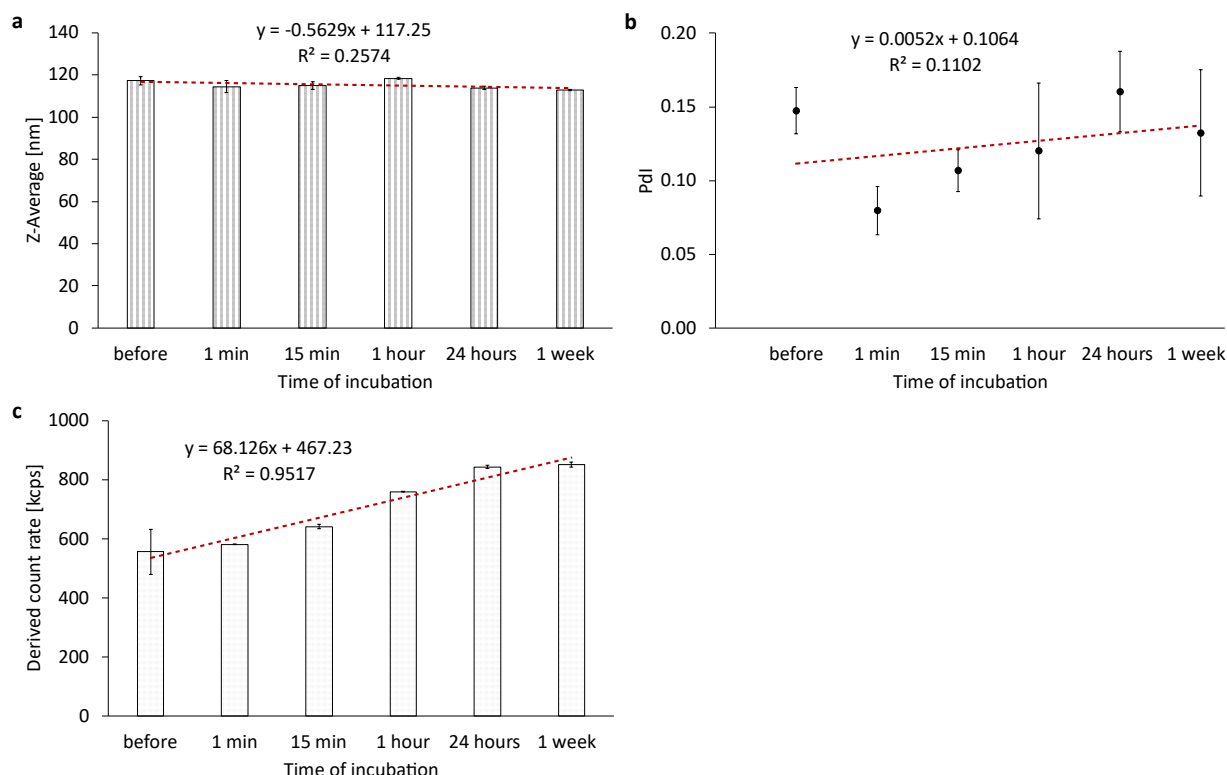 a
y = -0.5629x + 117.25
R² = 0.2574
Z-Average [nm]
140
120
100
80
60
40
20
0
before 1 min 15 min 1 hour 24 hours 1 week
Time of incubation
b
y = 0.0052x + 0.1064
R² = 0.1102
PdI
0.20
0.15
0.10
0.05
0.00
before 1 min 15 min 1 hour 24 hours 1 week
Time of incubation
c
y = 68.126x + 467.23
R² = 0.9517
Derived count rate [kcps]
1000
800
600
400
200
0
before 1 min 15 min 1 hour 24 hours 1 week
Time of incubation